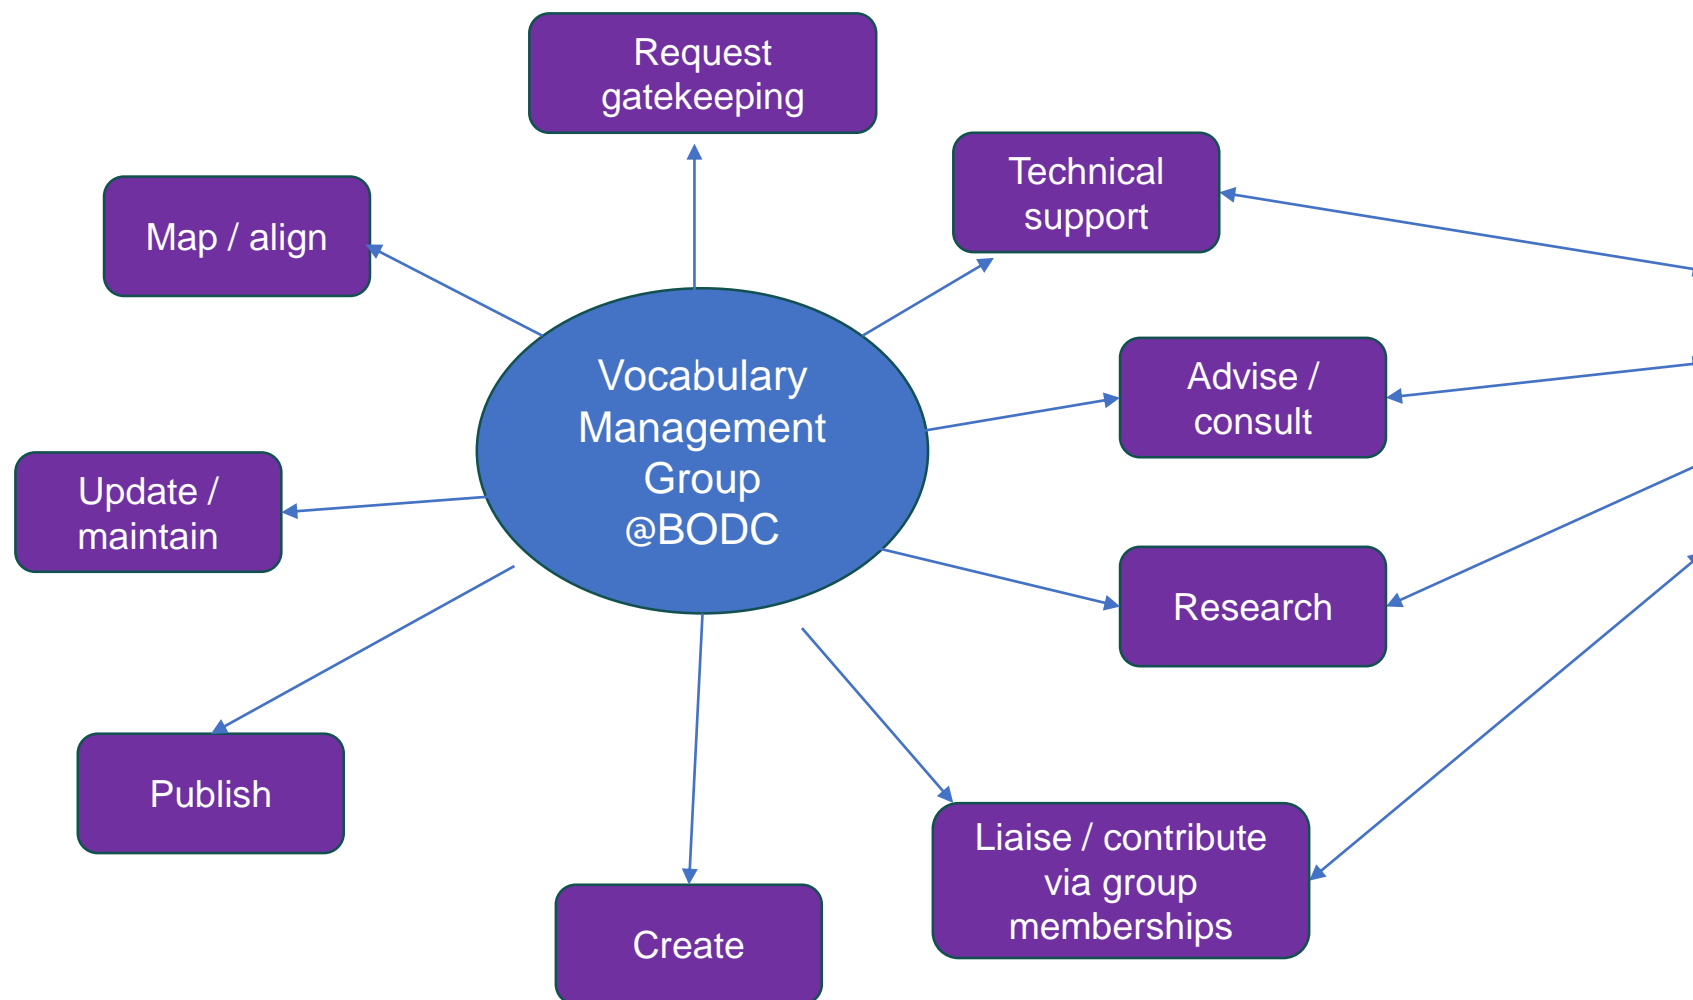 Request
gatekeeping
Technical
support
Map / align
Advise /
consult
Vocabulary
Management
Group
@BODC
Update /
maintain
Research
Publish
Liaise / contribute
via group
memberships
Create